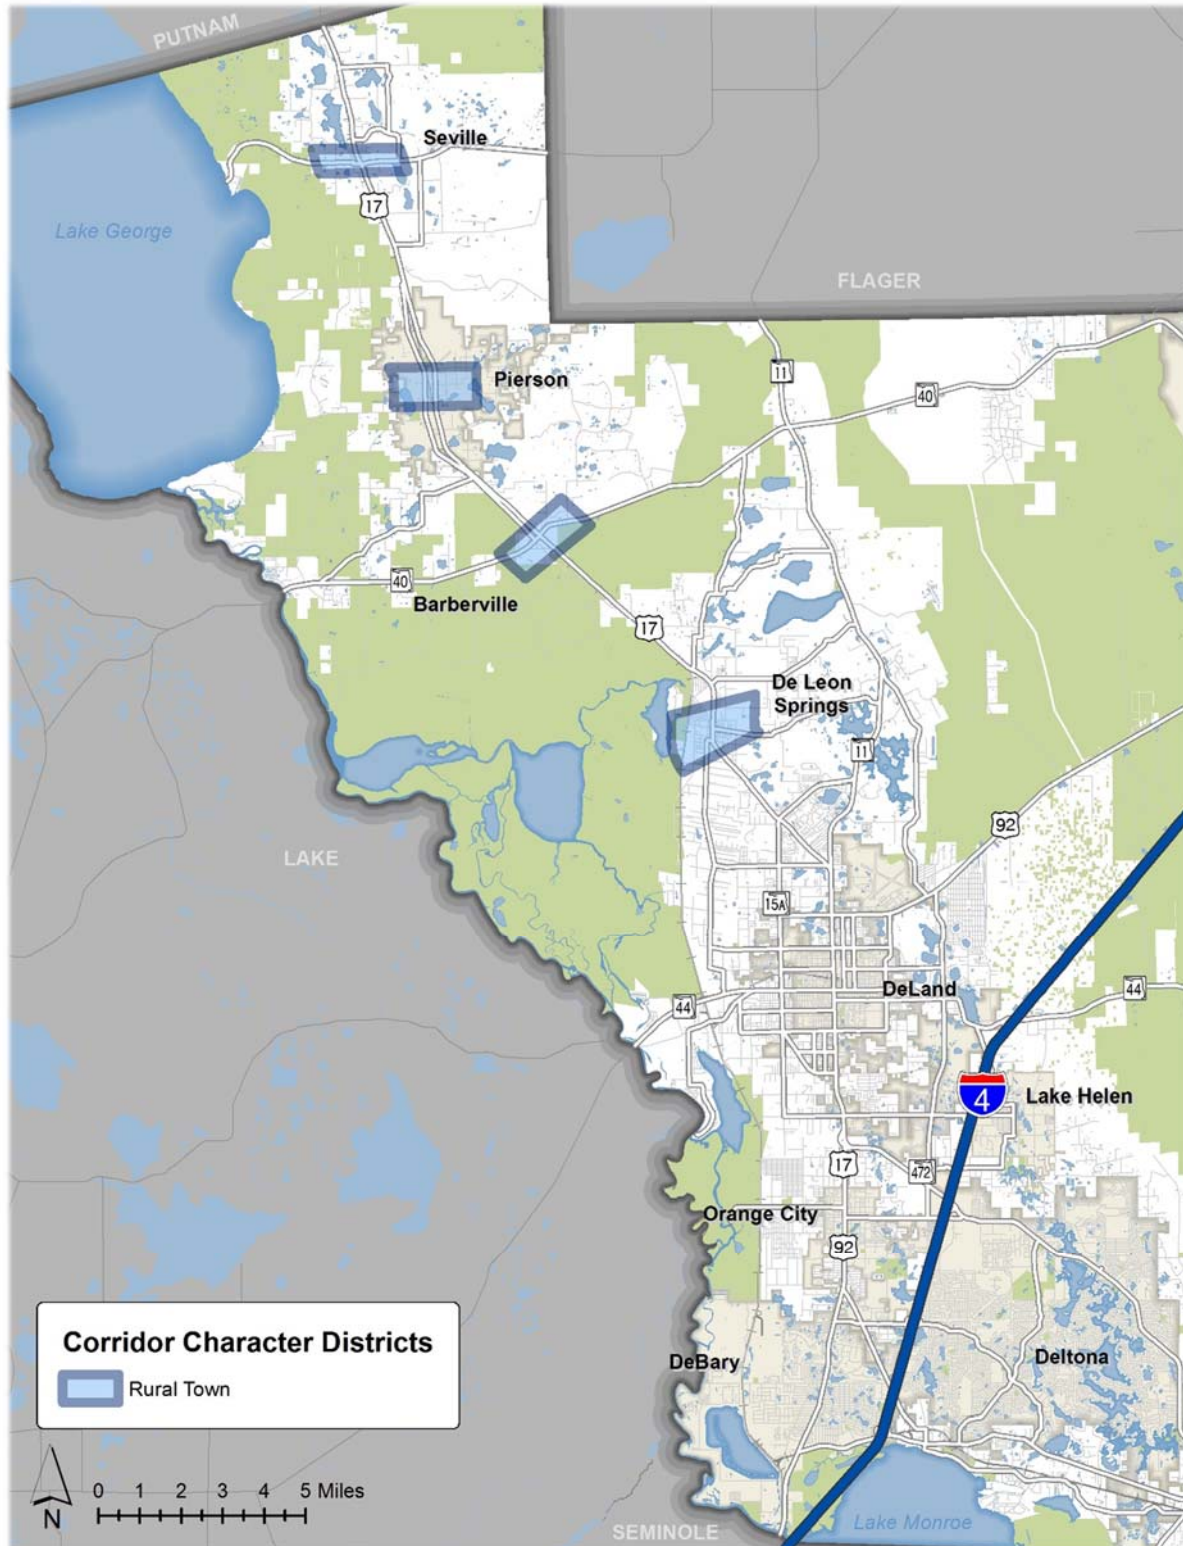 PUTNAM
Seville
17
Lake George
FLAGER
Pierson
11
40
40
Barberville
17
De Leon
Springs
11
92
LAKE
15A
DeLand
44
44
4
Lake Helen
17
472
Orange City
92
DeBary
Deltona
Corridor Character Districts
Rural Town
0 1 2 3 4 5 Miles
N
SEMINOLE
Lake Monroe